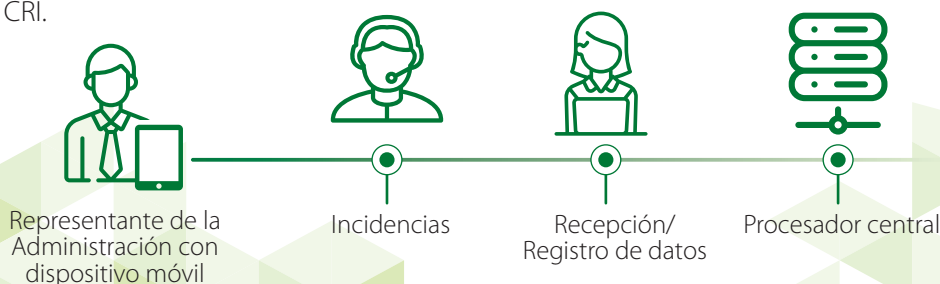 CRI.
Representante de la
Administración con
dispositivo móvil
Incidencias
Recepción/
Registro de datos
Procesador central